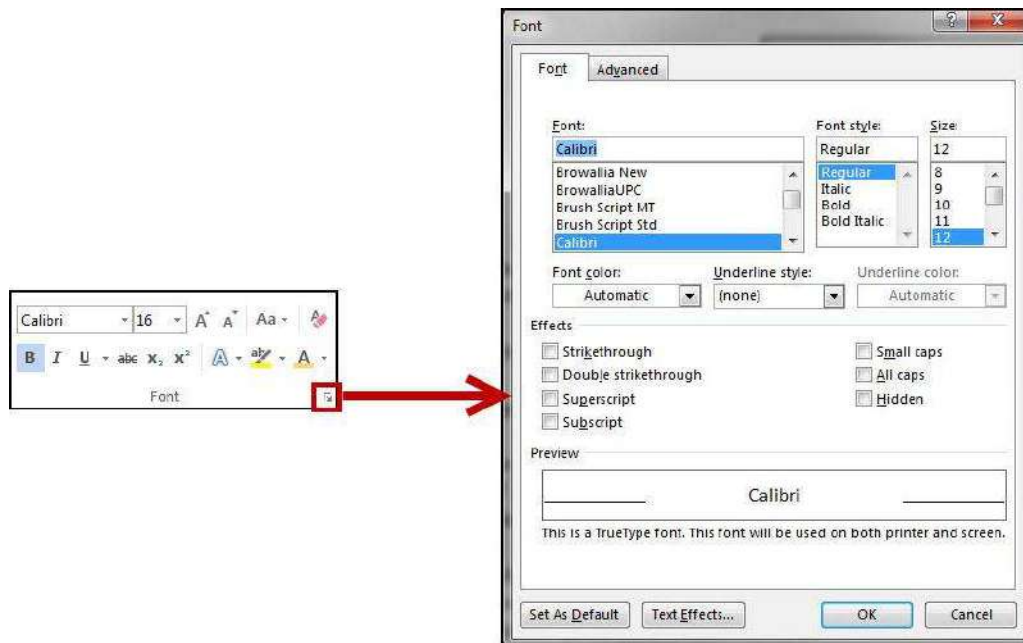 Font
Font Advanced
Font: Font style: Size:
Calibri Regular 12
Browallia New Regular 8
BrowalliaUPC Italic 9
Brush Script MT Bold 10
Brush Script Std Bold Italic 11
Calibri 12
Font color: Underline style: Underline color:
Automatic (none) Automatic
Effects
Strikethrough Small caps
Double strikethrough All caps
Superscript Hidden
Subscript
Preview
Calibri
This is a TrueType font. This font will be used on both printer and screen.
Set As Default Text Effects... OK Cancel
Calibri 16 A A Aa
B I U abc x₂ x² A ab A
Font